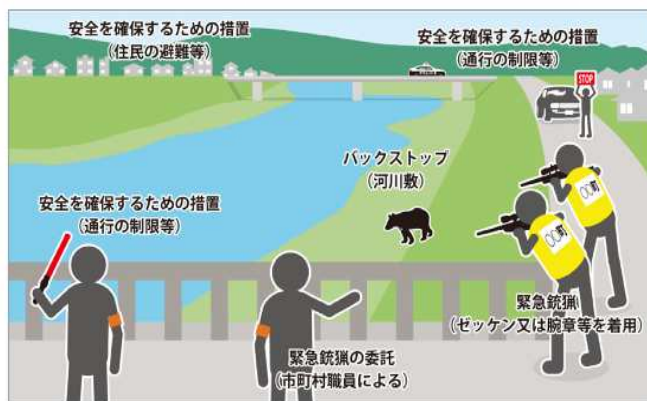 安全を確保するための措置
(住民の避難等)
安全を確保するための措置
(通行の制限等)
STOP
バックストップ
(河川敷)
安全を確保するための措置
(通行の制限等)
〇〇町
〇〇町
緊急銃猟
(ゼッケン又は腕章等を着用)
緊急銃猟の委託
(市町村職員による)